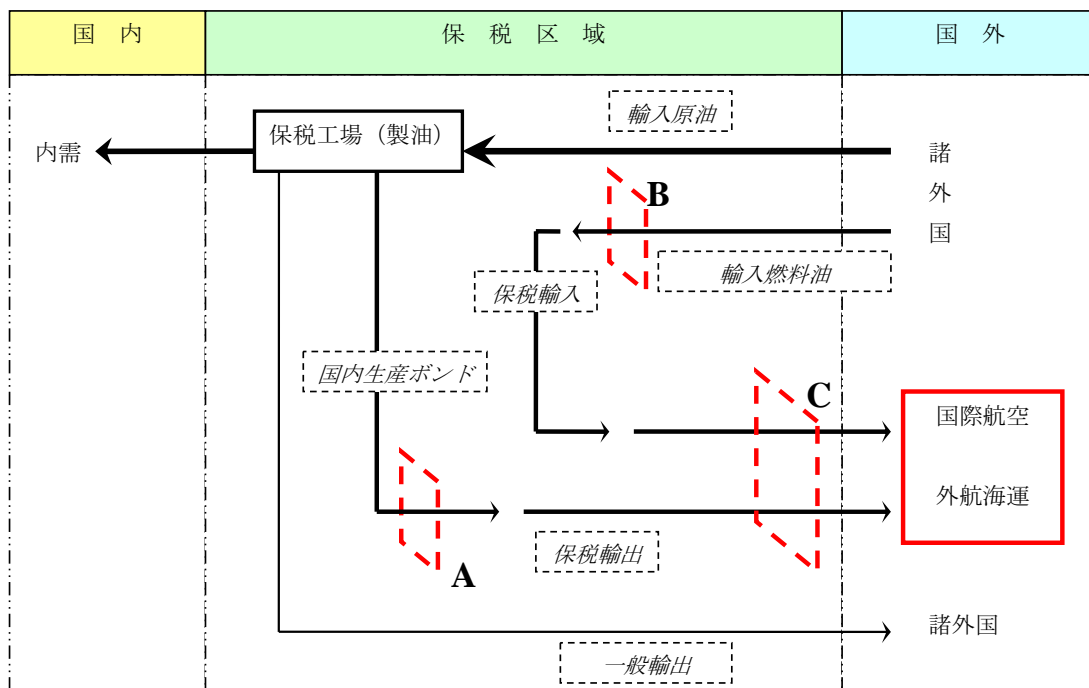 国　内
保　税　区　域
国　外
輸入原油
保税工場（製油）
内需
諸
外
国
B
輸入燃料油
保税輸入
国内生産ボンド
C
国際航空
外航海運
保税輸出
A
諸外国
一般輸出